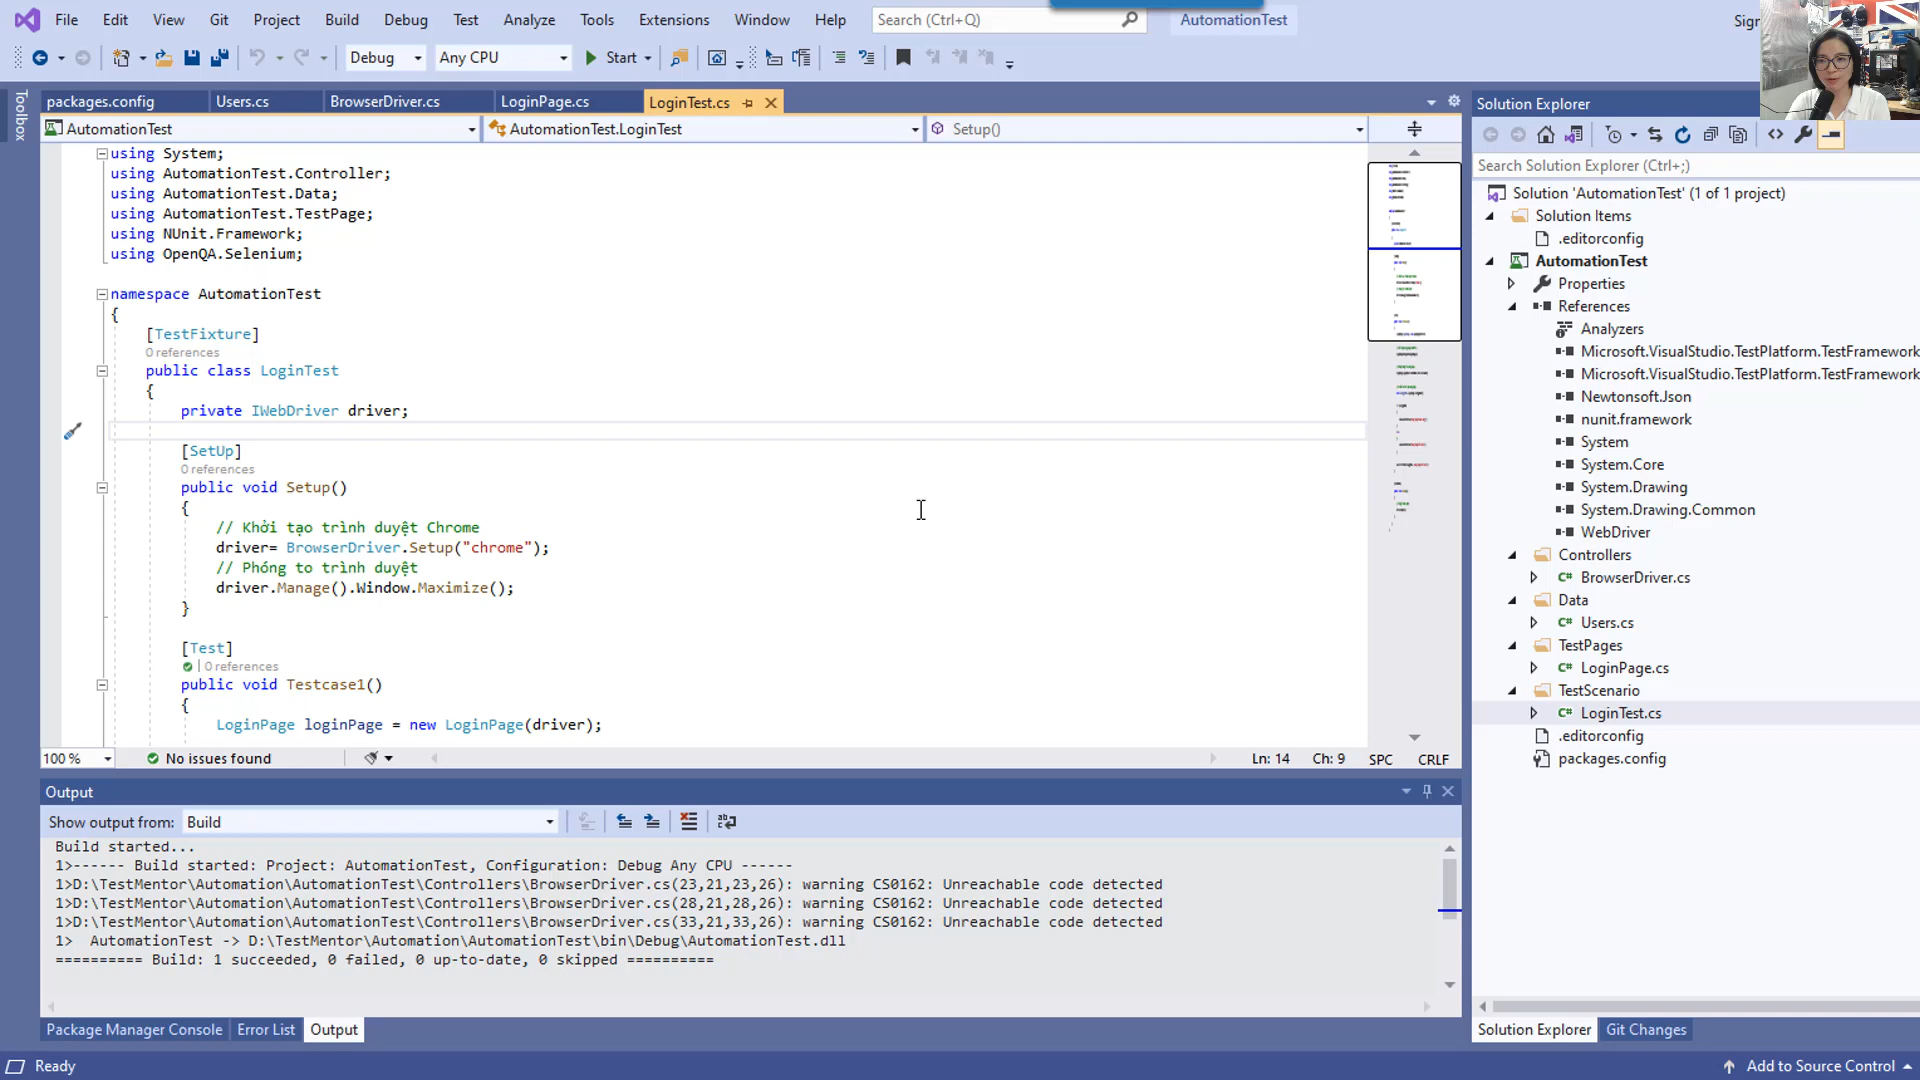 File Edit View Git Project Build Debug Test Analyze Tools Extensions Window Help Search (Ctrl+Q) AutomationTest
Debug Any CPU Start
Toolbox
packages.config Users.cs BrowserDriver.cs LoginPage.cs LoginTest.cs
AutomationTest AutomationTest.LoginTest Setup()
using System;
using AutomationTest.Controller;
using AutomationTest.Data;
using AutomationTest.TestPage;
using NUnit.Framework;
using OpenQA.Selenium;
namespace AutomationTest
{
[TestFixture]
0 references
public class LoginTest
{
private IWebDriver driver;
[SetUp]
0 references
public void Setup()
{
// Khởi tạo trình duyệt Chrome
driver= BrowserDriver.Setup("chrome");
// Phóng to trình duyệt
driver.Manage().Window.Maximize();
}
[Test]
0 references
public void Testcase1()
{
LoginPage loginPage = new LoginPage(driver);
100 % No issues found Ln: 14 Ch: 9 SPC CRLF
Output
Show output from: Build
Build started...
1>------ Build started: Project: AutomationTest, Configuration: Debug Any CPU ------
1>D:\TestMentor\Automation\AutomationTest\Controllers\BrowserDriver.cs(23,21,23,26): warning CS0162: Unreachable code detected
1>D:\TestMentor\Automation\AutomationTest\Controllers\BrowserDriver.cs(28,21,28,26): warning CS0162: Unreachable code detected
1>D:\TestMentor\Automation\AutomationTest\Controllers\BrowserDriver.cs(33,21,33,26): warning CS0162: Unreachable code detected
1>  AutomationTest -> D:\TestMentor\Automation\AutomationTest\bin\Debug\AutomationTest.dll
========== Build: 1 succeeded, 0 failed, 0 up-to-date, 0 skipped ==========
Package Manager Console Error List Output
Solution Explorer
Search Solution Explorer (Ctrl+;)
Solution 'AutomationTest' (1 of 1 project)
Solution Items
.editorconfig
AutomationTest
Properties
References
Analyzers
Microsoft.VisualStudio.TestPlatform.TestFramework
Microsoft.VisualStudio.TestPlatform.TestFramework
Newtonsoft.Json
nunit.framework
System
System.Core
System.Drawing
System.Drawing.Common
WebDriver
Controllers
C# BrowserDriver.cs
Data
C# Users.cs
TestPages
C# LoginPage.cs
TestScenario
C# LoginTest.cs
.editorconfig
packages.config
Solution Explorer Git Changes
Ready Add to Source Control